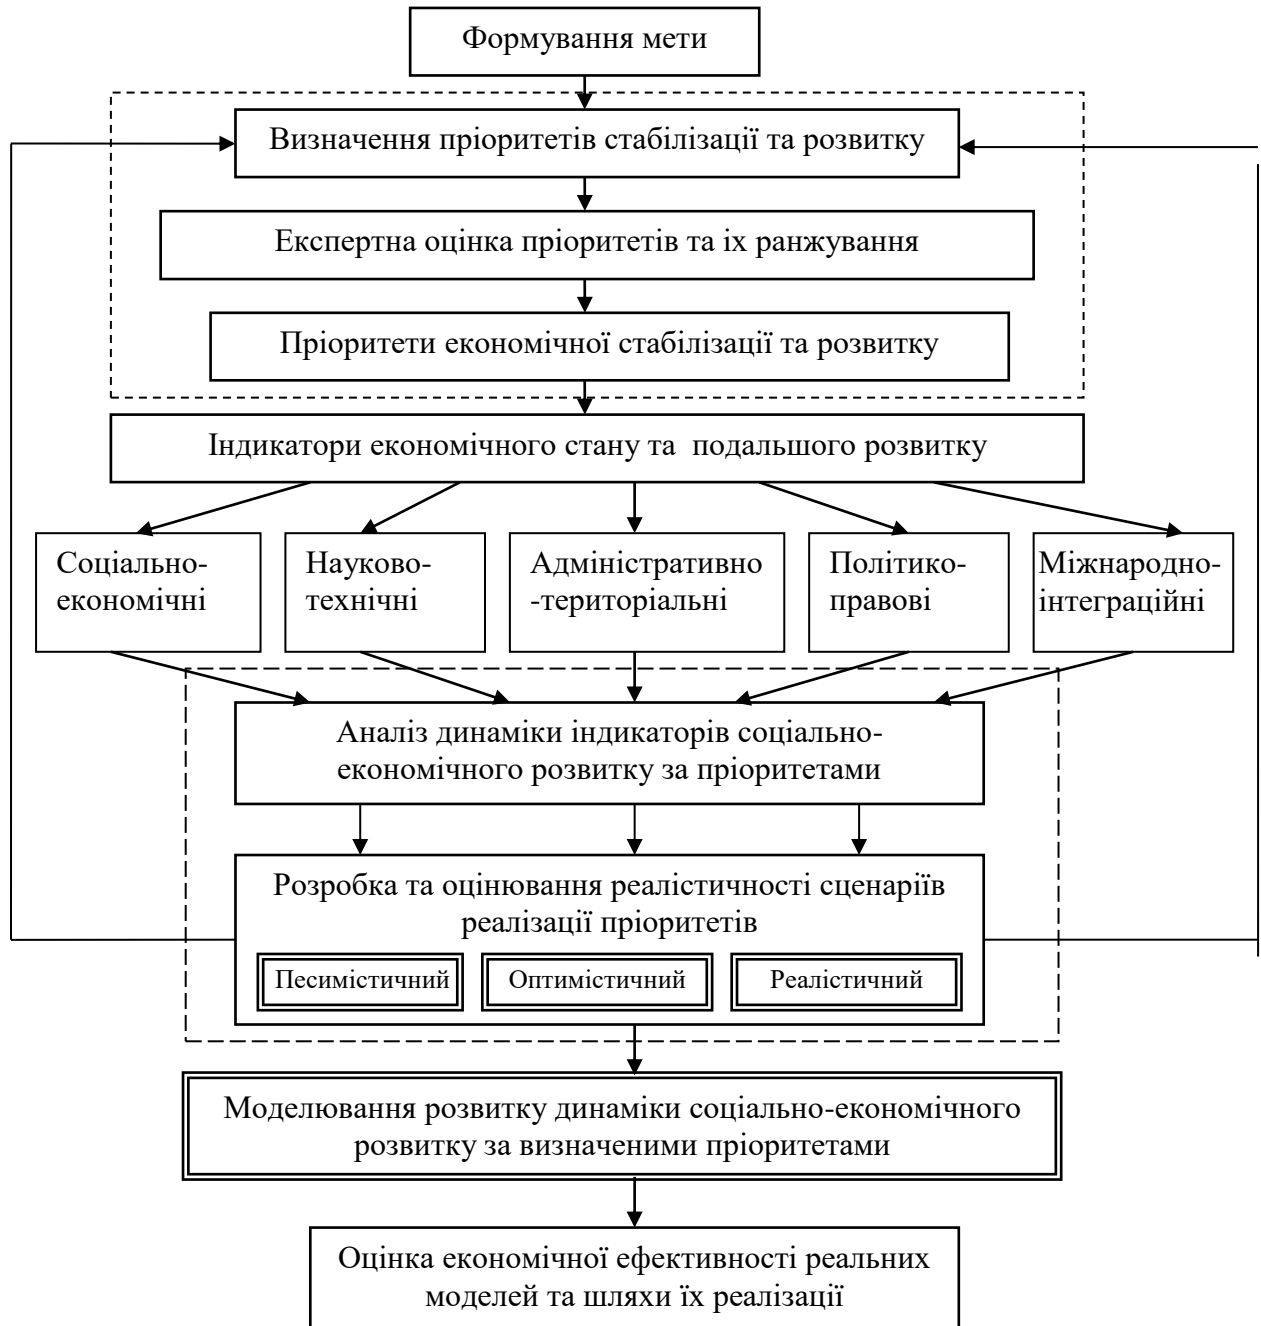 Формування мети
Визначення пріоритетів стабілізації та розвитку
Експертна оцінка пріоритетів та іх ранжування
Пріоритети економічної стабілізації та розвитку
Індикатори економічного стану та подальшого розвитку
Соціально-
економічні
Науково-
технічні
Адміністративно
-територіальні
Політико-
правові
Міжнародно-
інтеграційні
Аналіз динаміки індикаторів соціально-
економічного розвитку за пріоритетами
Розробка та оцінювання реалістичності сценаріїв
реалізації пріоритетів
Песимістичний
Оптимістичний
Реалістичний
Моделювання розвитку динаміки соціально-економічного
розвитку за визначеними пріоритетами
Оцінка економічної ефективності реальних
моделей та шляхи їх реалізації